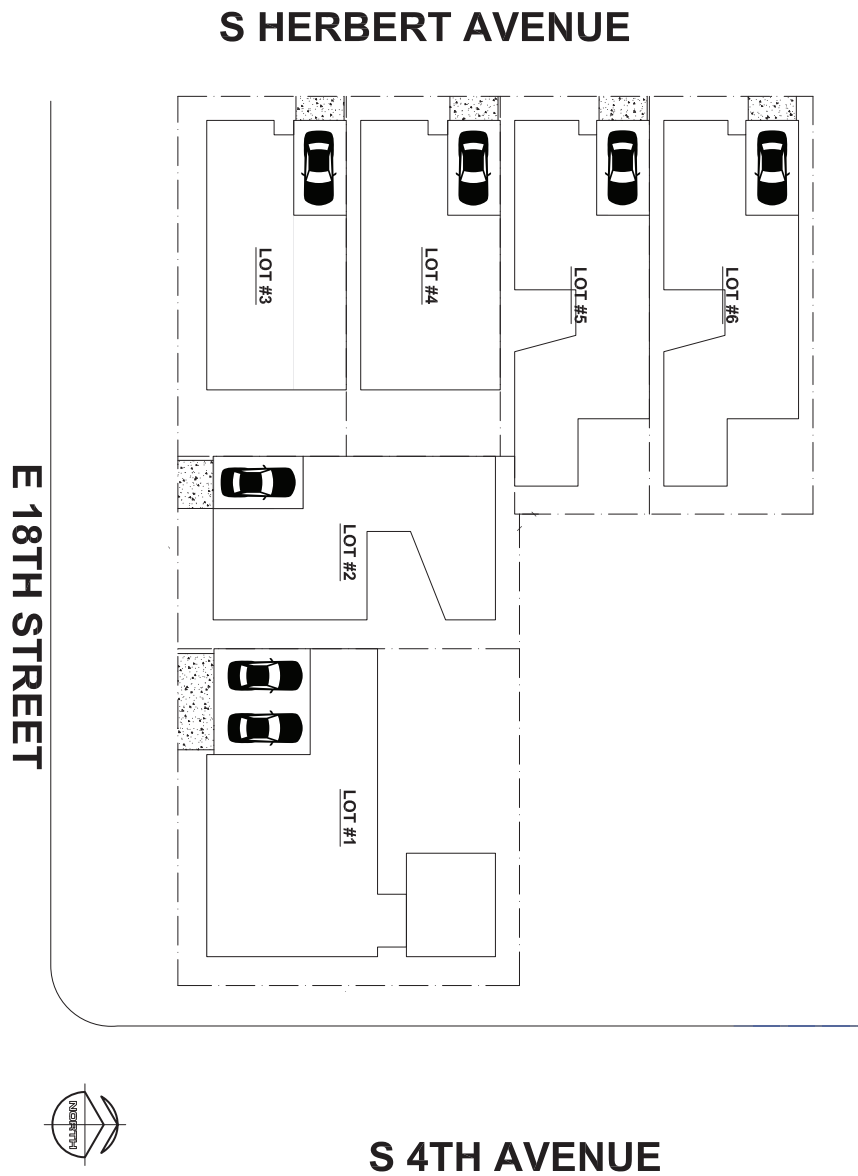 S HERBERT AVENUE
LOT #3
LOT #4
LOT #5
LOT #6
E 18TH STREET
LOT #2
LOT #1
NORTH
S 4TH AVENUE